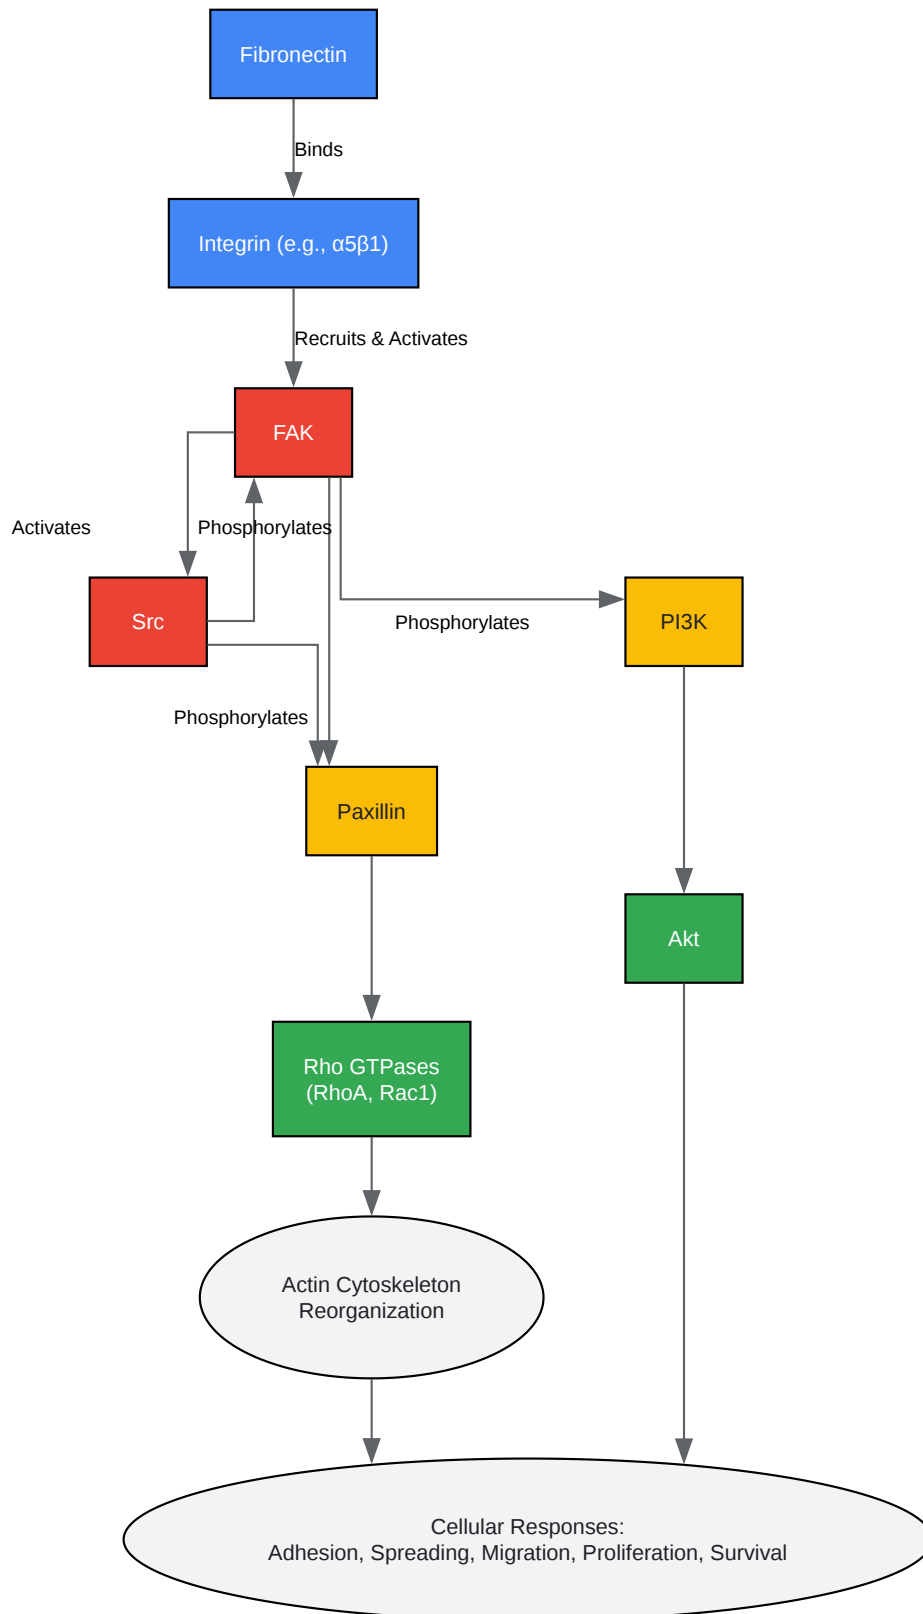 Fibronectin
Binds
Integrin (e.g., α5β1)
Recruits & Activates
FAK
Activates
Phosphorylates
Src
Phosphorylates
PI3K
Phosphorylates
Paxillin
Akt
Rho GTPases
(RhoA, Rac1)
Actin Cytoskeleton
Reorganization
Cellular Responses:
Adhesion, Spreading, Migration, Proliferation, Survival